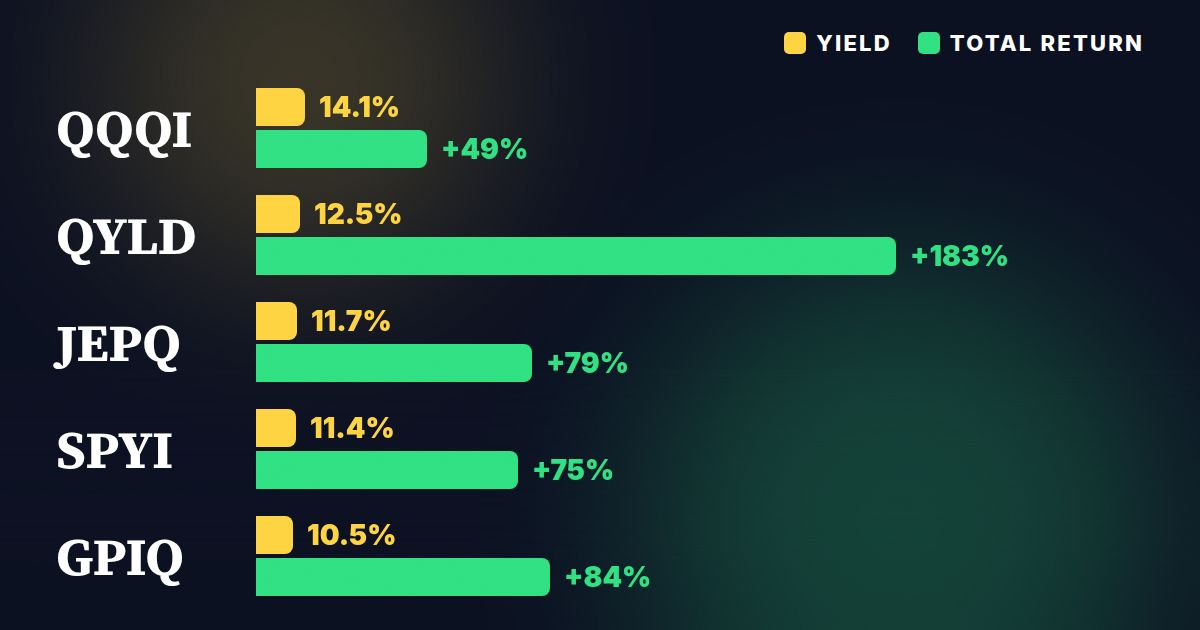 YIELD TOTAL RETURN
QQQI
14.1%
+49%
QYLD
12.5%
+183%
JEPQ
11.7%
+79%
SPYI
11.4%
+75%
GPIQ
10.5%
+84%